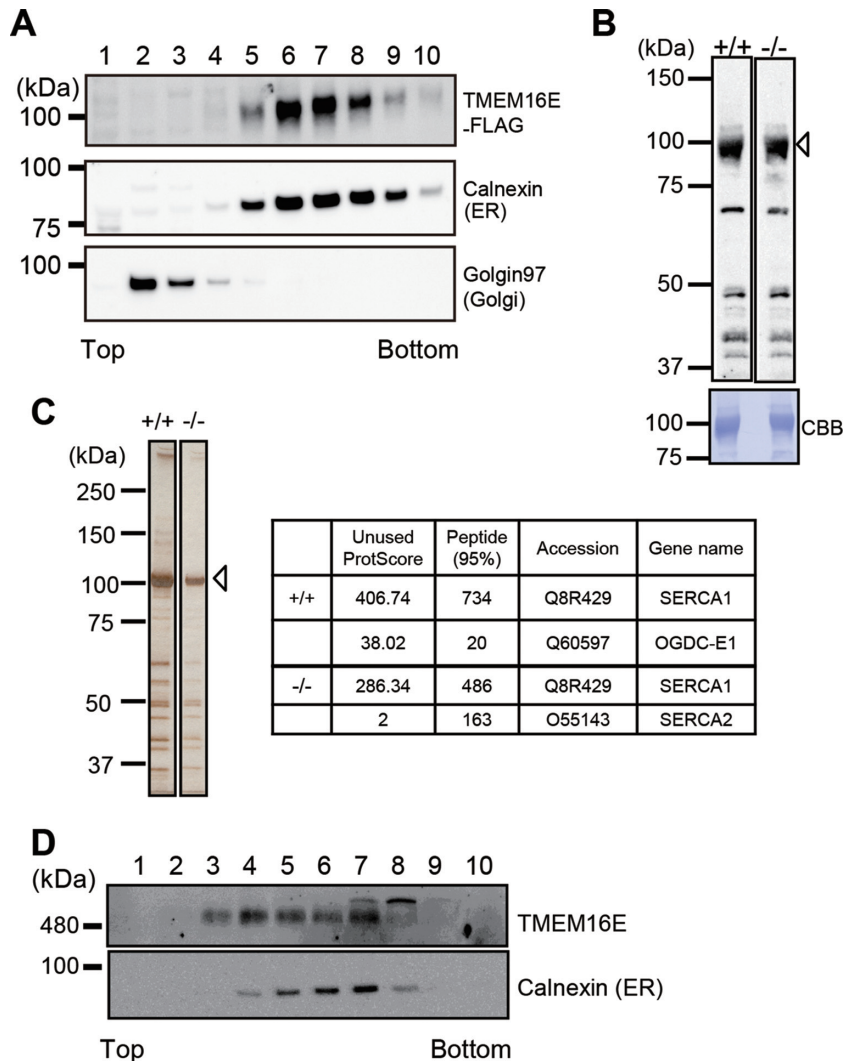 A
1 2 3 4 5 6 7 8 9 10
(kDa)
100
TMEM16E
-FLAG
100
75
Calnexin
(ER)
100
Golgin97
(Golgi)
Top Bottom
B
(kDa) +/+ -/-
150
100
75
50
37
100
75
CBB
C
+/+ -/-
(kDa)
250
150
100
75
50
37
Unused ProtScore Peptide (95%) Accession Gene name
+/+ 406.74 734 Q8R429 SERCA1
38.02 20 Q60597 OGDC-E1
-/- 286.34 486 Q8R429 SERCA1
2 163 O55143 SERCA2
D
1 2 3 4 5 6 7 8 9 10
(kDa)
480
TMEM16E
100
Calnexin (ER)
Top Bottom